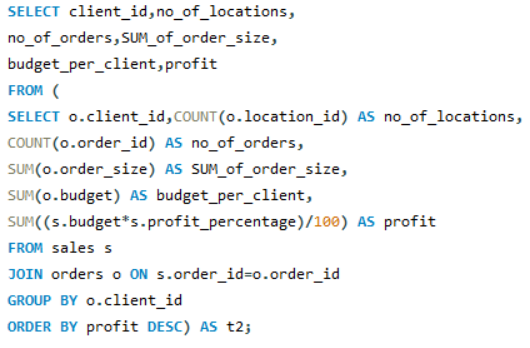 SELECT client_id,no_of_locations,
no_of_orders,SUM_of_order_size,
budget_per_client,profit
FROM (
SELECT o.client_id,COUNT(o.location_id) AS no_of_locations,
COUNT(o.order_id) AS no_of_orders,
SUM(o.order_size) AS SUM_of_order_size,
SUM(o.budget) AS budget_per_client,
SUM((s.budget*s.profit_percentage)/100) AS profit
FROM sales s
JOIN orders o ON s.order_id=o.order_id
GROUP BY o.client_id
ORDER BY profit DESC) AS t2;